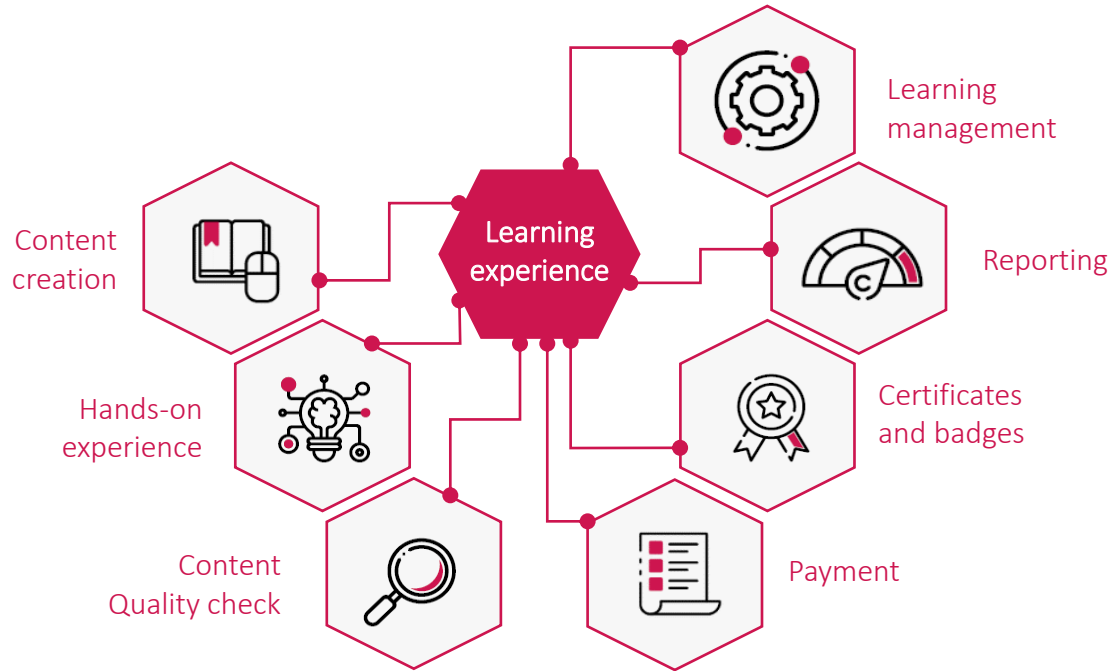 Learning
management
Learning
experience
Content
creation
Reporting
C
Hands-on
experience
Certificates
and badges
Content
Quality check
Payment